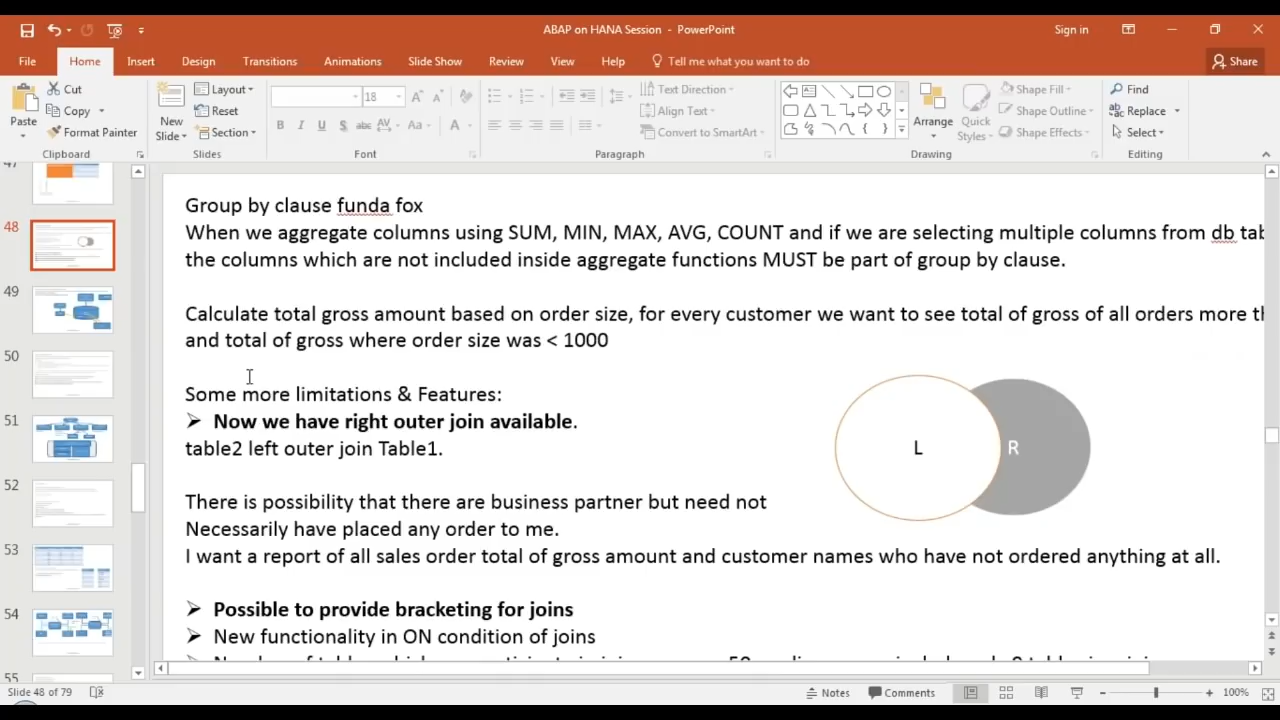 ABAP on HANA Session - PowerPoint
Sign in
File Home Insert Design Transitions Animations Slide Show Review View Help Tell me what you want to do Share
Paste
Cut
Copy
Format Painter
Clipboard
New Slide
Layout
Reset
Section
Slides
18
B I U S abc AV Aa A
Font
Text Direction
Align Text
Convert to SmartArt
Paragraph
Arrange
Quick Styles
Shape Fill
Shape Outline
Shape Effects
Drawing
Find
Replace
Select
Editing
47
48
49
50
51
52
53
54
55
Group by clause funda fox
When we aggregate columns using SUM, MIN, MAX, AVG, COUNT and if we are selecting multiple columns from db tab
the columns which are not included inside aggregate functions MUST be part of group by clause.
Calculate total gross amount based on order size, for every customer we want to see total of gross of all orders more th
and total of gross where order size was < 1000
Some more limitations & Features:
Now we have right outer join available.
table2 left outer join Table1.
L R
There is possibility that there are business partner but need not
Necessarily have placed any order to me.
I want a report of all sales order total of gross amount and customer names who have not ordered anything at all.
Possible to provide bracketing for joins
New functionality in ON condition of joins
Slide 48 of 79
Notes
Comments
100%